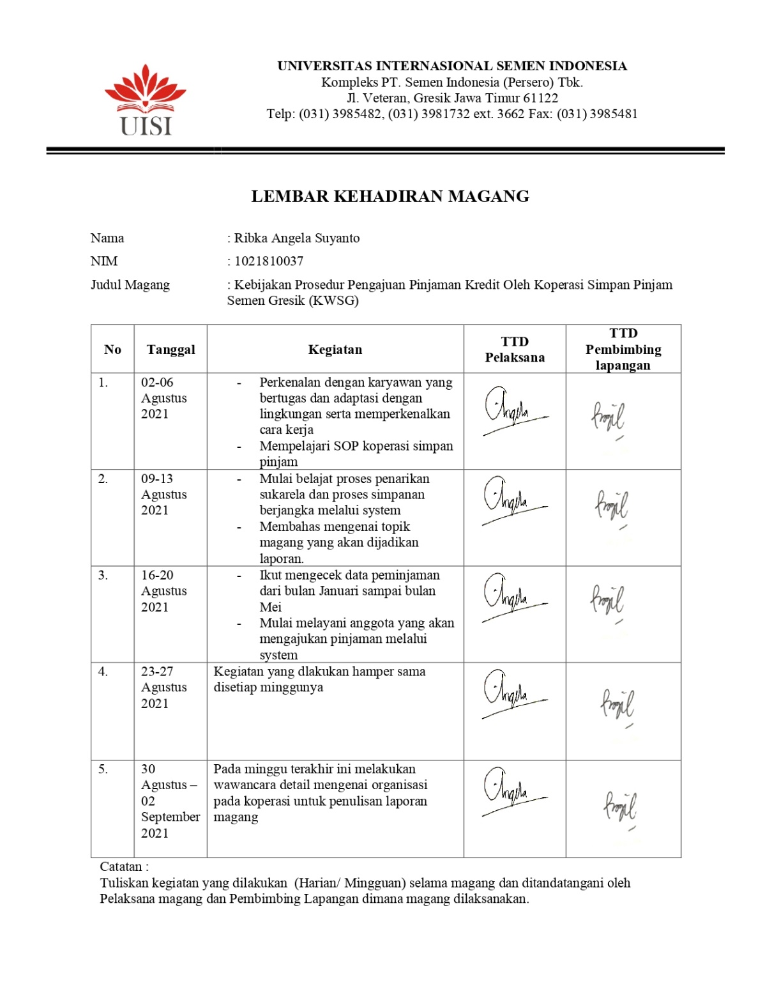 UISI
UNIVERSITAS INTERNASIONAL SEMEN INDONESIA
Kompleks PT. Semen Indonesia (Persero) Tbk.
Jl. Veteran, Gresik Jawa Timur 61122
Telp: (031) 3985482, (031) 3981732 ext. 3662 Fax: (031) 3985481
LEMBAR KEHADIRAN MAGANG
Nama : Ribka Angela Suyanto
NIM : 1021810037
Judul Magang : Kebijakan Prosedur Pengajuan Pinjaman Kredit Oleh Koperasi Simpan Pinjam
Semen Gresik (KWSG)
No
Tanggal
Kegiatan
TTD
Pelaksana
TTD
Pembimbing
lapangan
1.
02-06
Agustus
2021
- Perkenalan dengan karyawan yang
bertugas dan adaptasi dengan
lingkungan serta memperkenalkan
cara kerja
- Mempelajari SOP koperasi simpan
pinjam
Angela
2.
09-13
Agustus
2021
- Mulai belajat proses penarikan
sukarela dan proses simpanan
berjangka melalui system
- Membahas mengenai topik
magang yang akan dijadikan
laporan.
Angela
3.
16-20
Agustus
2021
- Ikut mengecek data peminjaman
dari bulan Januari sampai bulan
Mei
- Mulai melayani anggota yang akan
mengajukan pinjaman melalui
system
Angela
4.
23-27
Agustus
2021
Kegiatan yang dlakukan hamper sama
disetiap minggunya
Angela
5.
30
Agustus –
02
September
2021
Pada minggu terakhir ini melakukan
wawancara detail mengenai organisasi
pada koperasi untuk penulisan laporan
magang
Angela
Catatan :
Tuliskan kegiatan yang dilakukan  (Harian/ Mingguan) selama magang dan ditandatangani oleh
Pelaksana magang dan Pembimbing Lapangan dimana magang dilaksanakan.